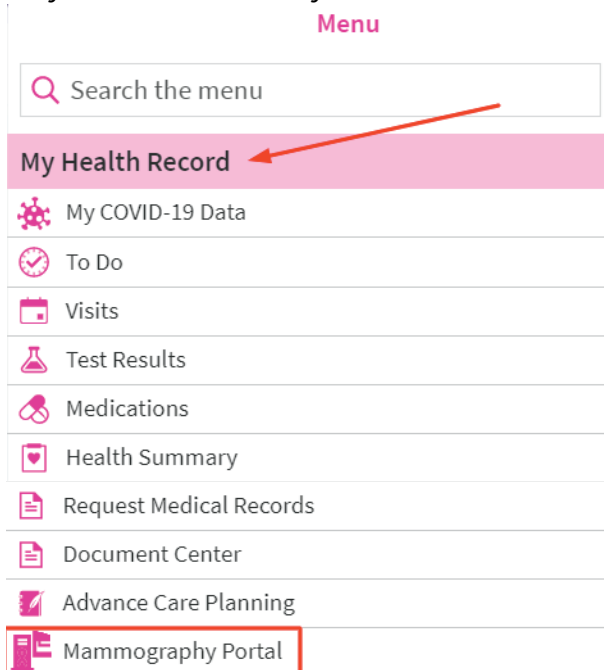 Menu
Search the menu
My Health Record
My COVID-19 Data
To Do
Visits
Test Results
Medications
Health Summary
Request Medical Records
Document Center
Advance Care Planning
Mammography Portal